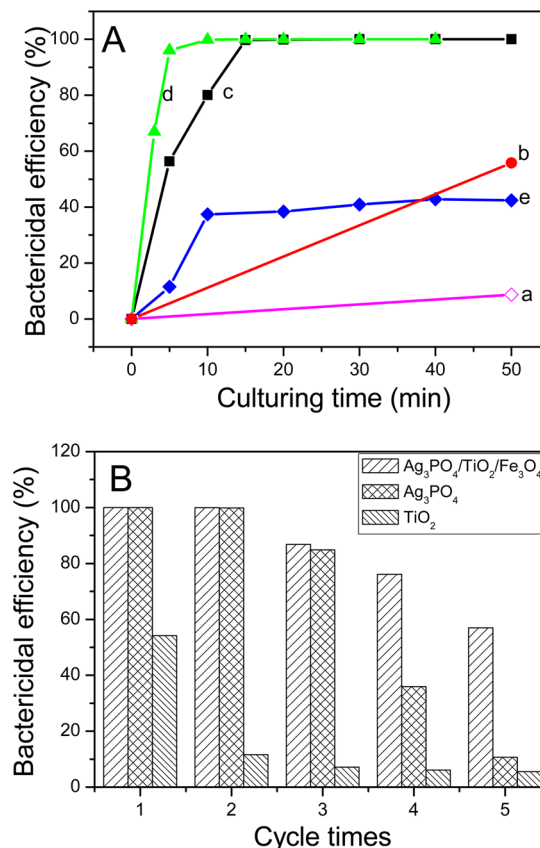 A
Bactericidal efficiency (%)
100
80
60
40
20
0
d
c
b
e
a
0 10 20 30 40 50
Culturing time (min)
B
Bactericidal efficiency (%)
120
100
80
60
40
20
0
Ag₃PO₄/TiO₂/Fe₃O₄
Ag₃PO₄
TiO₂
1 2 3 4 5
Cycle times